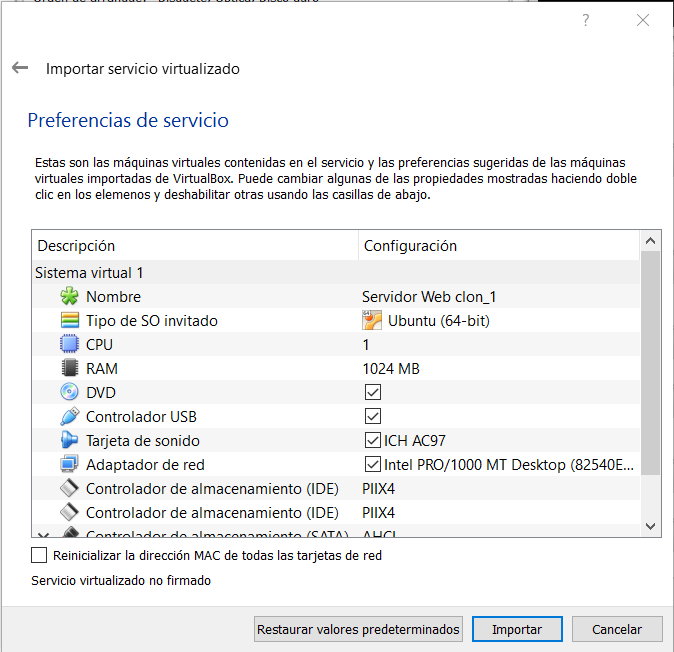 ?
Importar servicio virtualizado
Preferencias de servicio
Estas son las máquinas virtuales contenidas en el servicio y las preferencias sugeridas de las máquinas
virtuales importadas de VirtualBox. Puede cambiar algunas de las propiedades mostradas haciendo doble
clic en los elemenos y deshabilitar otras usando las casillas de abajo.
Descripción Configuración
Sistema virtual 1
Nombre Servidor Web clon_1
Tipo de SO invitado 64 Ubuntu (64-bit)
CPU 1
RAM 1024 MB
DVD
Controlador USB
Tarjeta de sonido ICH AC97
Adaptador de red Intel PRO/1000 MT Desktop (82540E...
Controlador de almacenamiento (IDE) PIIX4
Controlador de almacenamiento (IDE) PIIX4
Controlador de almacenamiento (SATA) AHCI
Reinicializar la dirección MAC de todas las tarjetas de red
Servicio virtualizado no firmado
Restaurar valores predeterminados Importar Cancelar